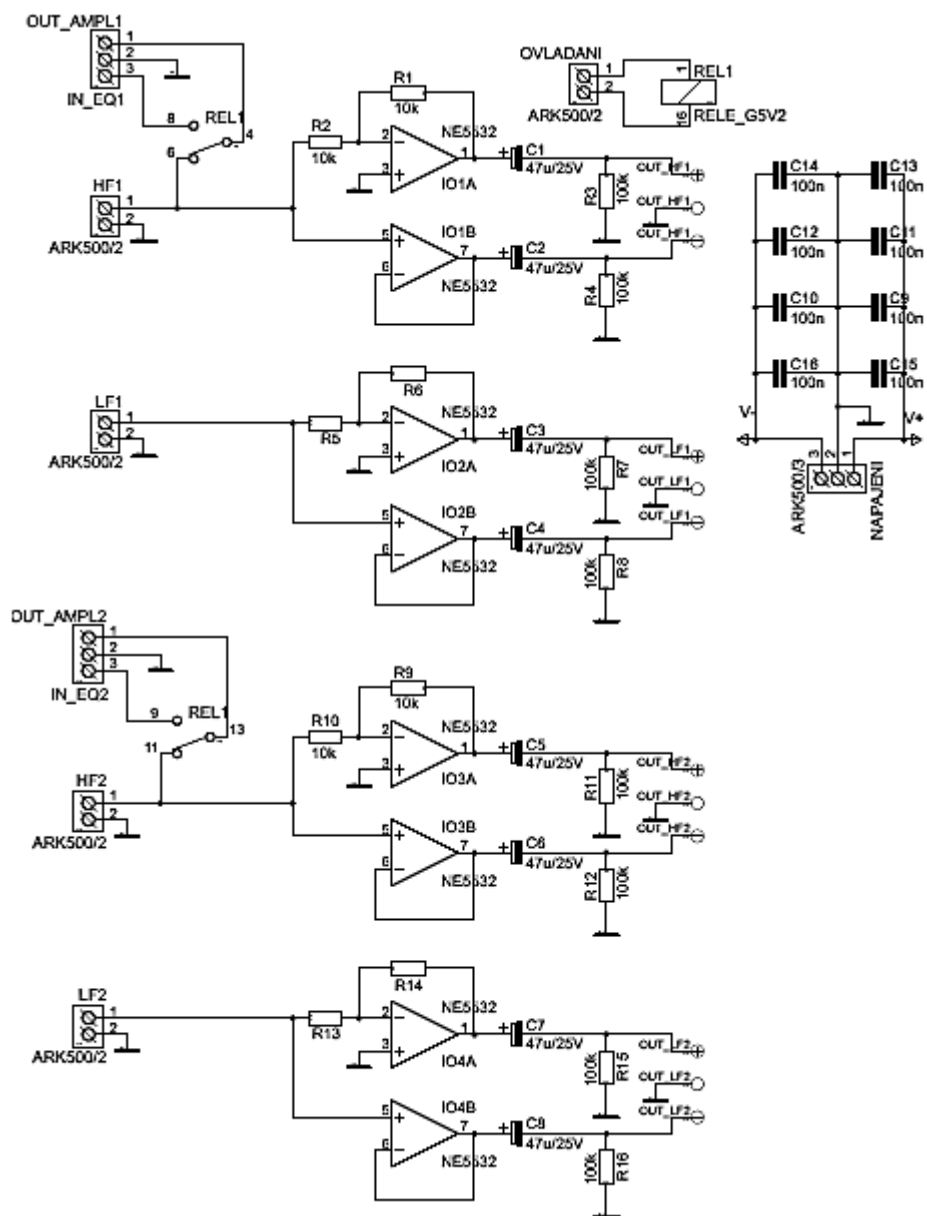 OUT_AMPL1
1
2
3
IN_EQ1
8
REL1
4
6
HF1
1
2
ARK500/2
R2
10k
R1
10k
2
3
1
NE5532
IO1A
C1
47u/25V
R3
100k
OUT_HF1
OUT_HF1
OUT_HF1
IO1B
5
6
7
NE5532
C2
47u/25V
R4
100k
OVLADANI
1
2
ARK500/2
1
REL1
16
RELE_G5V2
C14
100n
C13
100n
C12
100n
C11
100n
C10
100n
C9
100n
C16
100n
C15
100n
V-
V+
3
2
1
ARK500/3
NAPAJENI
LF1
1
2
ARK500/2
R5
R6
2
3
1
NE5532
IO2A
C3
47u/25V
100k
R7
OUT_LF1
OUT_LF1
OUT_LF1
IO2B
5
6
7
NE5532
C4
47u/25V
100k
R8
OUT_AMPL2
1
2
3
IN_EQ2
9
REL1
13
11
HF2
1
2
ARK500/2
R10
10k
R9
10k
2
3
1
NE5532
IO3A
C5
47u/25V
R11
100k
OUT_HF2
OUT_HF2
OUT_HF2
IO3B
5
6
7
NE5532
C6
47u/25V
R12
100k
LF2
1
2
ARK500/2
R13
R14
2
3
1
NE5532
IO4A
C7
47u/25V
100k
R15
OUT_LF2
OUT_LF2
OUT_LF2
IO4B
5
6
7
NE5532
C8
47u/25V
100k
R16